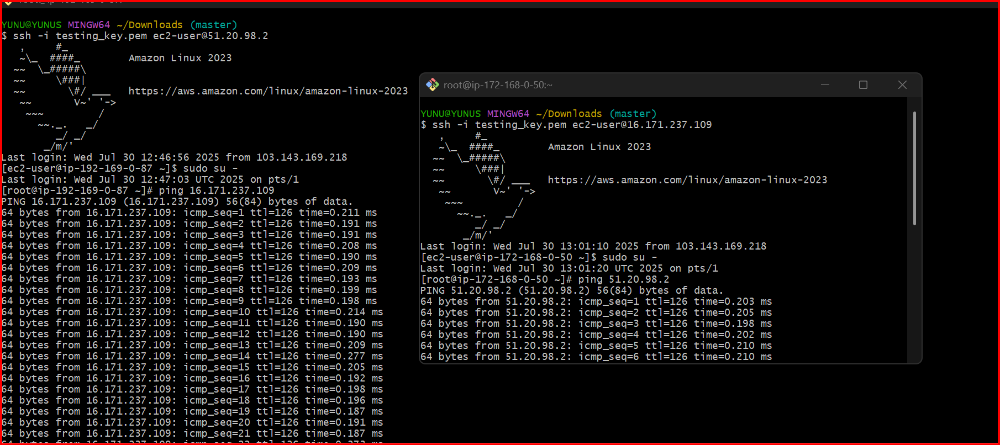 YUNU@YUNUS MINGW64 ~/Downloads (master)
$ ssh -i testing_key.pem ec2-user@51.20.98.2
   ,     #_
   ~\_  ####_        Amazon Linux 2023
  ~~  \_#####\
  ~~     \###|
  ~~       \#/ ___   https://aws.amazon.com/linux/amazon-linux-2023
   ~~       V~' '->
    ~~~         /
      ~~._.   _/
         _/ _/
       _/m/'
Last login: Wed Jul 30 12:46:56 2025 from 103.143.169.218
[ec2-user@ip-192-169-0-87 ~]$ sudo su -
Last login: Wed Jul 30 12:47:03 UTC 2025 on pts/1
[root@ip-192-169-0-87 ~]# ping 16.171.237.109
PING 16.171.237.109 (16.171.237.109) 56(84) bytes of data.
64 bytes from 16.171.237.109: icmp_seq=1 ttl=126 time=0.211 ms
64 bytes from 16.171.237.109: icmp_seq=2 ttl=126 time=0.191 ms
64 bytes from 16.171.237.109: icmp_seq=3 ttl=126 time=0.191 ms
64 bytes from 16.171.237.109: icmp_seq=4 ttl=126 time=0.208 ms
64 bytes from 16.171.237.109: icmp_seq=5 ttl=126 time=0.190 ms
64 bytes from 16.171.237.109: icmp_seq=6 ttl=126 time=0.209 ms
64 bytes from 16.171.237.109: icmp_seq=7 ttl=126 time=0.193 ms
64 bytes from 16.171.237.109: icmp_seq=8 ttl=126 time=0.199 ms
64 bytes from 16.171.237.109: icmp_seq=9 ttl=126 time=0.198 ms
64 bytes from 16.171.237.109: icmp_seq=10 ttl=126 time=0.214 ms
64 bytes from 16.171.237.109: icmp_seq=11 ttl=126 time=0.190 ms
64 bytes from 16.171.237.109: icmp_seq=12 ttl=126 time=0.190 ms
64 bytes from 16.171.237.109: icmp_seq=13 ttl=126 time=0.209 ms
64 bytes from 16.171.237.109: icmp_seq=14 ttl=126 time=0.277 ms
64 bytes from 16.171.237.109: icmp_seq=15 ttl=126 time=0.205 ms
64 bytes from 16.171.237.109: icmp_seq=16 ttl=126 time=0.192 ms
64 bytes from 16.171.237.109: icmp_seq=17 ttl=126 time=0.198 ms
64 bytes from 16.171.237.109: icmp_seq=18 ttl=126 time=0.196 ms
64 bytes from 16.171.237.109: icmp_seq=19 ttl=126 time=0.187 ms
64 bytes from 16.171.237.109: icmp_seq=20 ttl=126 time=0.191 ms
64 bytes from 16.171.237.109: icmp_seq=21 ttl=126 time=0.187 ms
root@ip-172-168-0-50:~
YUNU@YUNUS MINGW64 ~/Downloads (master)
$ ssh -i testing_key.pem ec2-user@16.171.237.109
   ,     #_
   ~\_  ####_        Amazon Linux 2023
  ~~  \_#####\
  ~~     \###|
  ~~       \#/ ___   https://aws.amazon.com/linux/amazon-linux-2023
   ~~       V~' '->
    ~~~         /
      ~~._.   _/
         _/ _/
       _/m/'
Last login: Wed Jul 30 13:01:10 2025 from 103.143.169.218
[ec2-user@ip-172-168-0-50 ~]$ sudo su -
Last login: Wed Jul 30 13:01:20 UTC 2025 on pts/1
[root@ip-172-168-0-50 ~]# ping 51.20.98.2
PING 51.20.98.2 (51.20.98.2) 56(84) bytes of data.
64 bytes from 51.20.98.2: icmp_seq=1 ttl=126 time=0.203 ms
64 bytes from 51.20.98.2: icmp_seq=2 ttl=126 time=0.205 ms
64 bytes from 51.20.98.2: icmp_seq=3 ttl=126 time=0.198 ms
64 bytes from 51.20.98.2: icmp_seq=4 ttl=126 time=0.202 ms
64 bytes from 51.20.98.2: icmp_seq=5 ttl=126 time=0.210 ms
64 bytes from 51.20.98.2: icmp_seq=6 ttl=126 time=0.210 ms